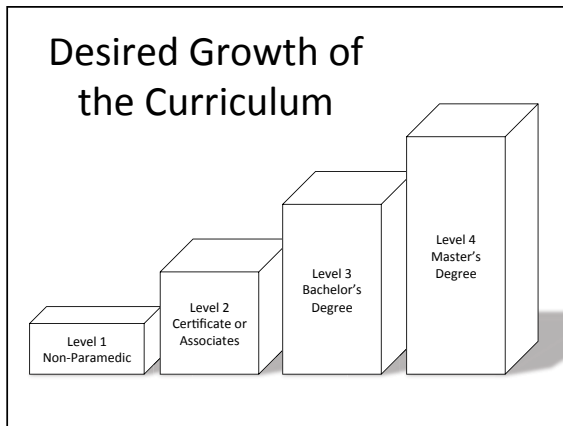 Desired Growth of
the Curriculum
Level 1
Non-Paramedic
Level 2
Certificate or
Associates
Level 3
Bachelor's
Degree
Level 4
Master's
Degree